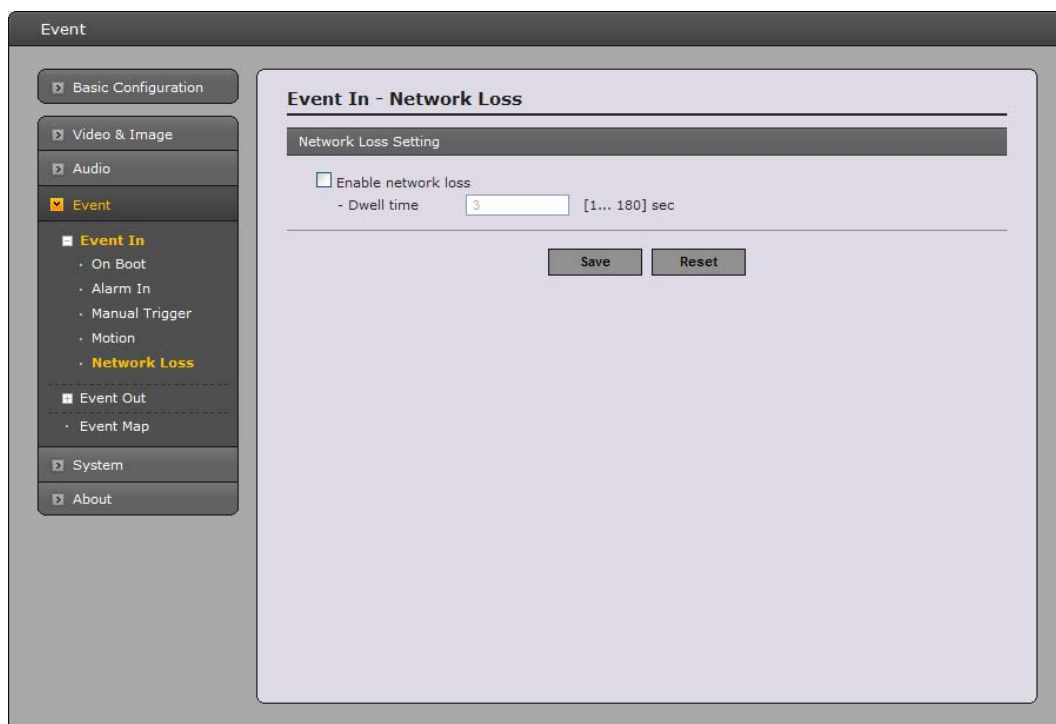 Event
Basic Configuration
Video & Image
Audio
Event
Event In
· On Boot
· Alarm In
· Manual Trigger
· Motion
· Network Loss
Event Out
· Event Map
System
About
Event In - Network Loss
Network Loss Setting
Enable network loss
- Dwell time 3 [1... 180] sec
Save Reset